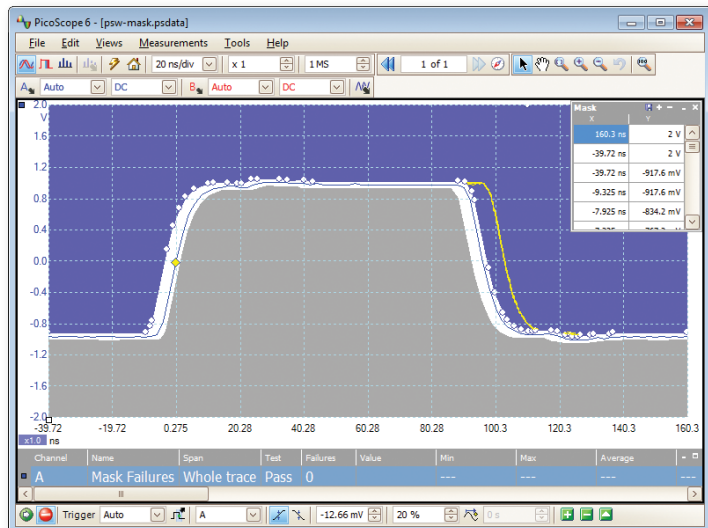 PicoScope 6 - [psw-mask.psdata]
File Edit Views Measurements Tools Help
20 ns/div x 1 1 MS 1 of 1
A Auto DC B Auto DC
2.0
V
1.6
1.2
0.8
0.4
0.0
-0.4
-0.8
-1.2
-1.6
-2.0
-39.72 -19.72 0.275 20.28 40.28 60.28 80.28 100.3 120.3 140.3 160.3
x1.0 ns
Mask
X Y
160.3 ns 2 V
-39.72 ns 2 V
-39.72 ns -917.6 mV
-9.325 ns -917.6 mV
-7.925 ns -834.2 mV
Channel Name Span Test Failures Value Min Max Average
A Mask Failures Whole trace Pass 0 --- --- ---
Trigger Auto A -12.66 mV 20 % 0 s